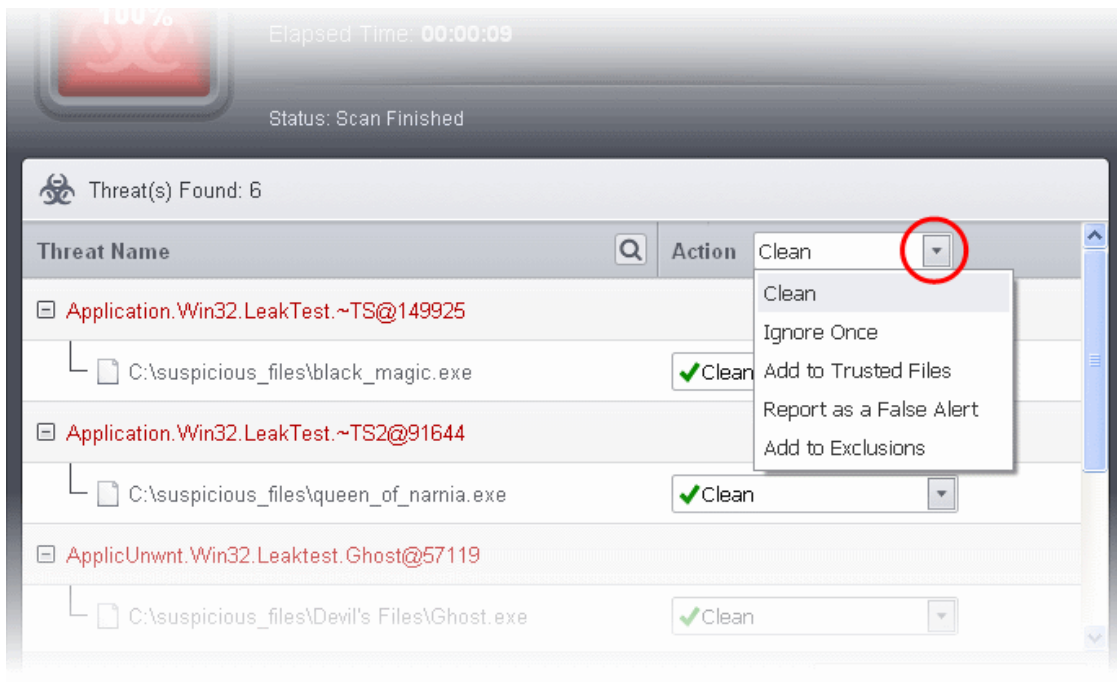 100%
Elapsed Time: 00:00:09
Status: Scan Finished
Threat(s) Found: 6
Threat Name Action Clean
Clean
Ignore Once
Add to Trusted Files
Report as a False Alert
Add to Exclusions
Application.Win32.LeakTest.~TS@149925
C:\suspicious_files\black_magic.exe Clean
Application.Win32.LeakTest.~TS2@91644
C:\suspicious_files\queen_of_narnia.exe Clean
ApplicUnwnt.Win32.Leaktest.Ghost@57119
C:\suspicious_files\Devil's Files\Ghost.exe Clean